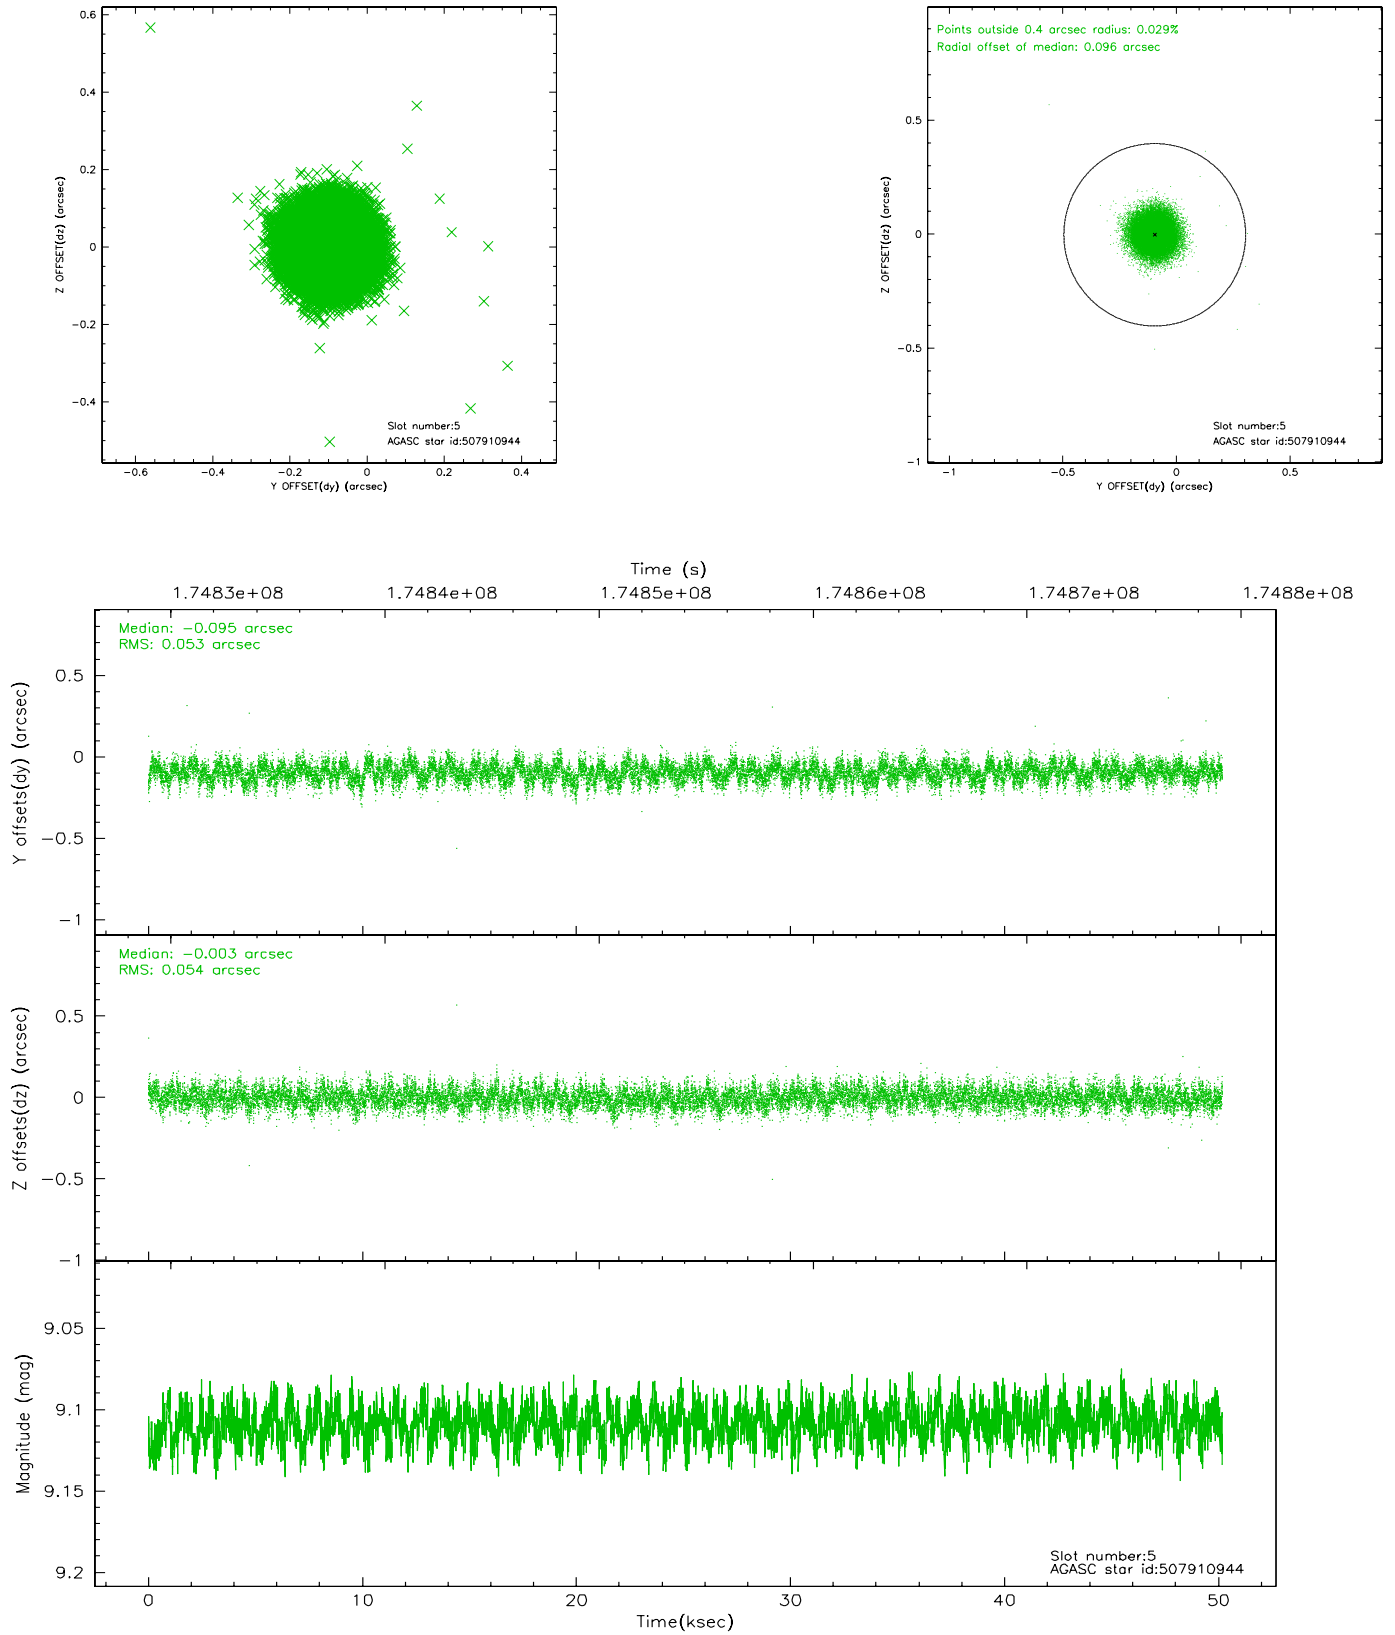 0.6
0.4
0.2
0
−0.2
−0.4
Z OFFSET(dz) (arcsec)
Slot number:5
AGASC star id:507910944
−0.6 −0.4 −0.2 0 0.2 0.4
Y OFFSET(dy) (arcsec)
Points outside 0.4 arcsec radius: 0.029%
Radial offset of median: 0.096 arcsec
0.5
0
−0.5
−1
Z OFFSET(dz) (arcsec)
Slot number:5
AGASC star id:507910944
−1 −0.5 0 0.5
Y OFFSET(dy) (arcsec)
Time (s)
1.7483e+08 1.7484e+08 1.7485e+08 1.7486e+08 1.7487e+08 1.7488e+08
Median: −0.095 arcsec
RMS: 0.053 arcsec
0.5
0
−0.5
−1
Y offsets(dy) (arcsec)
Median: −0.003 arcsec
RMS: 0.054 arcsec
0.5
0
−0.5
−1
Z offsets(dz) (arcsec)
9.05
9.1
9.15
9.2
Magnitude (mag)
Slot number:5
AGASC star id:507910944
0 10 20 30 40 50
Time(ksec)